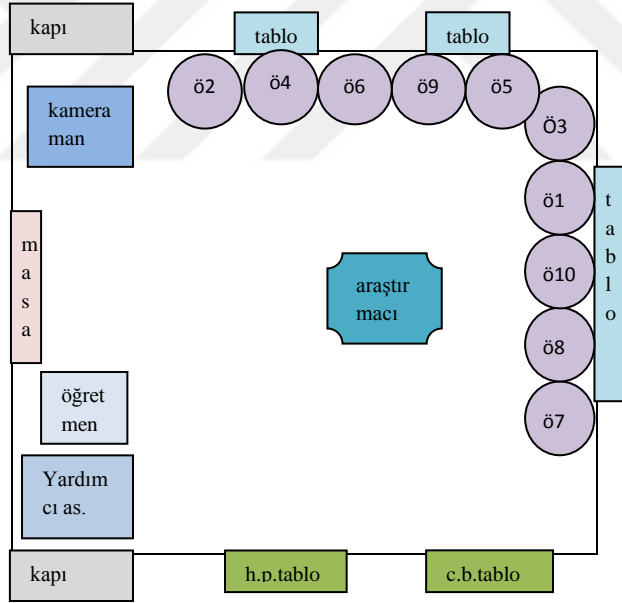 kapı
tablo
tablo
ö2
ö4
ö6
ö9
ö5
Ö3
kamera
man
ö1
t
a
b
l
o
m
a
s
a
araştır
macı
ö10
ö8
öğret
men
ö7
Yardım
cı as.
kapı
h.p.tablo
c.b.tablo